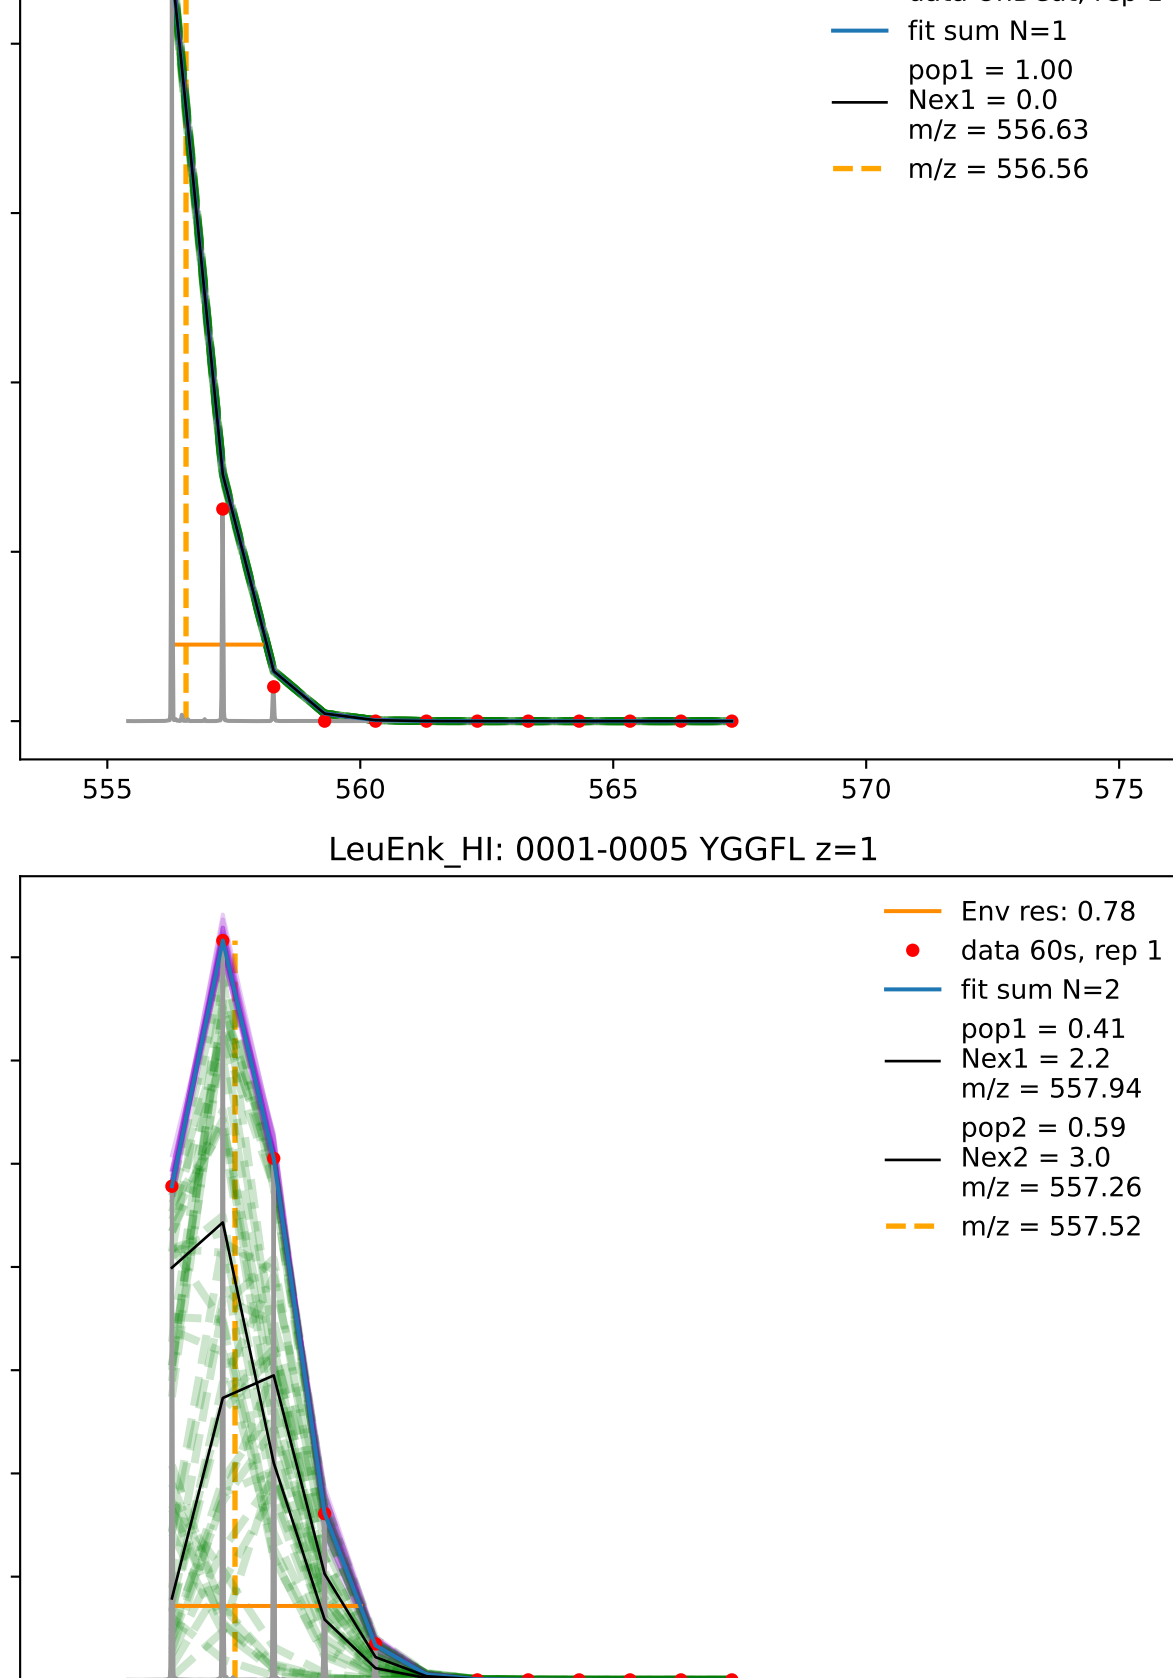 fit sum N=1
pop1 = 1.00
Nex1 = 0.0
m/z = 556.63
m/z = 556.56
555 560 565 570 575
LeuEnk_HI: 0001-0005 YGGFL z=1
Env res: 0.78
data 60s, rep 1
fit sum N=2
pop1 = 0.41
Nex1 = 2.2
m/z = 557.94
pop2 = 0.59
Nex2 = 3.0
m/z = 557.26
m/z = 557.52